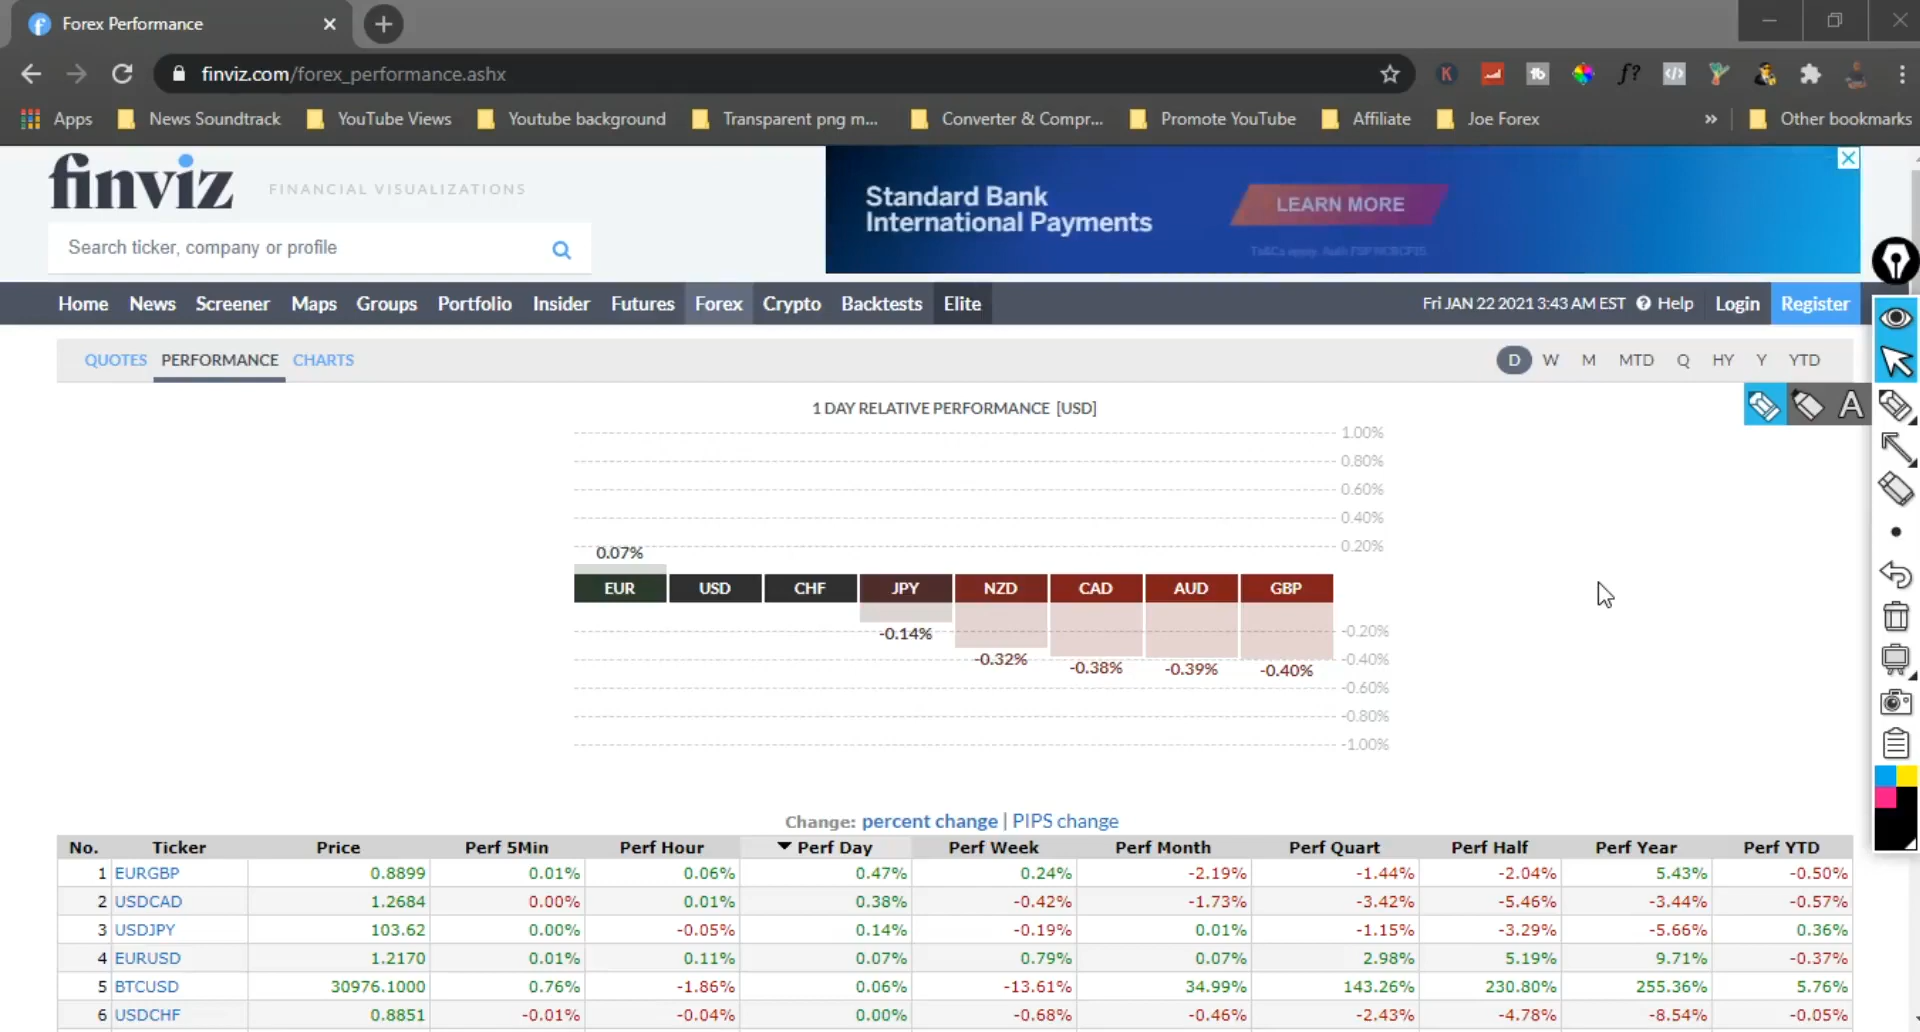 Forex Performance
finviz.com/forex_performance.ashx
Apps News Soundtrack YouTube Views Youtube background Transparent png m... Converter & Compr... Promote YouTube Affiliate Joe Forex » Other bookmarks
finviz FINANCIAL VISUALIZATIONS
Standard Bank
International Payments
LEARN MORE
Search ticker, company or profile
Home News Screener Maps Groups Portfolio Insider Futures Forex Crypto Backtests Elite Fri JAN 22 2021 3:43 AM EST Help Login Register
QUOTES PERFORMANCE CHARTS D W M MTD Q HY Y YTD
1 DAY RELATIVE PERFORMANCE [USD]
1.00%
0.80%
0.60%
0.40%
0.20%
0.07%
EUR USD CHF JPY NZD CAD AUD GBP
-0.14% -0.20%
-0.32% -0.40%
-0.38% -0.39% -0.40%
-0.60%
-0.80%
-1.00%
Change: percent change | PIPS change
No. Ticker Price Perf 5Min Perf Hour Perf Day Perf Week Perf Month Perf Quart Perf Half Perf Year Perf YTD
1 EURGBP 0.8899 0.01% 0.06% 0.47% 0.24% -2.19% -1.44% -2.04% 5.43% -0.50%
2 USDCAD 1.2684 0.00% 0.01% 0.38% -0.42% -1.73% -3.42% -5.46% -3.44% -0.57%
3 USDJPY 103.62 0.00% -0.05% 0.14% -0.19% 0.01% -1.15% -3.29% -5.66% 0.36%
4 EURUSD 1.2170 0.01% 0.11% 0.07% 0.79% 0.07% 2.98% 5.19% 9.71% -0.37%
5 BTCUSD 30976.1000 0.76% -1.86% 0.06% -13.61% 34.99% 143.26% 230.80% 255.36% 5.76%
6 USDCHF 0.8851 -0.01% -0.04% 0.00% -0.68% -0.46% -2.43% -4.78% -8.54% -0.05%